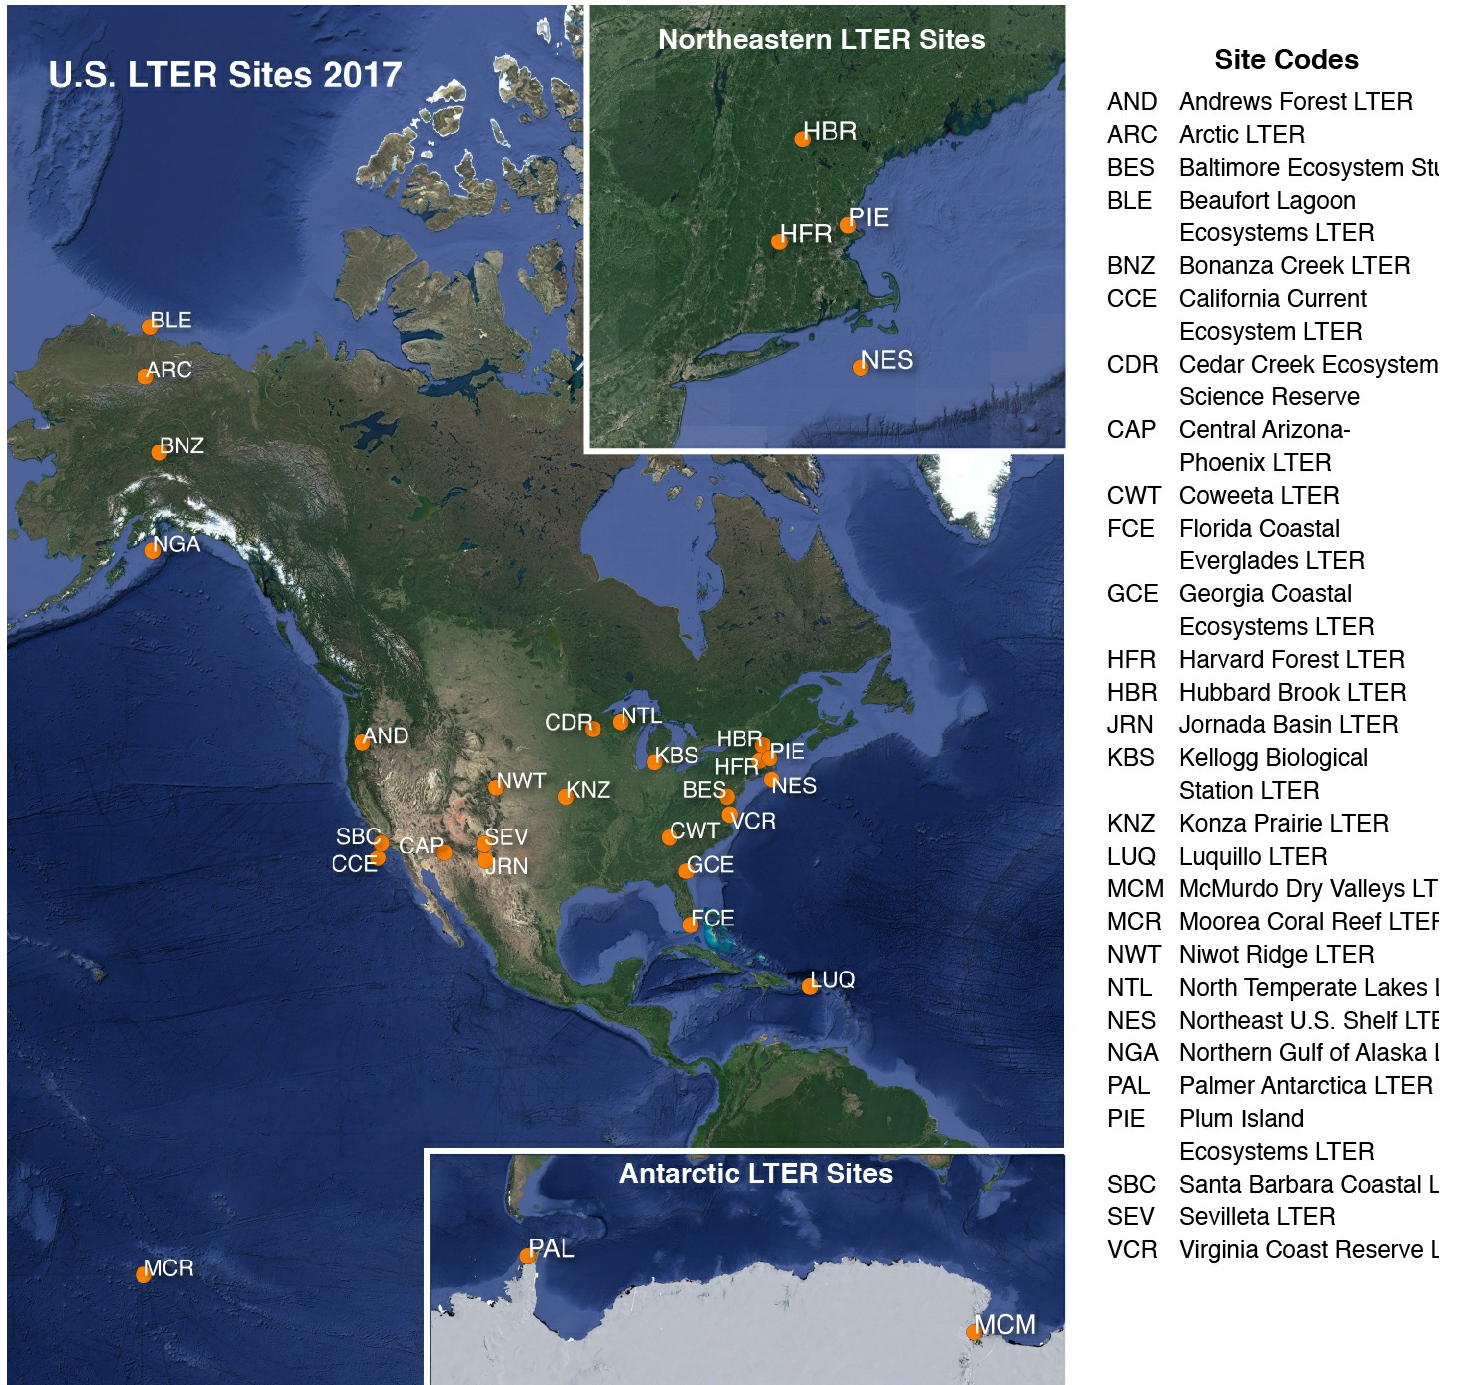 U.S. LTER Sites 2017
Northeastern LTER Sites
HBR
PIE
HFR
NES
BLE
ARC
BNZ
NGA
AND
CDR
NTL
KBS
HBR
PIE
HFR
NES
NWT
KNZ
BES
VCR
SBC
CAP
SEV
CWT
CCE
JRN
GCE
FCE
LUQ
MCR
Antarctic LTER Sites
PAL
MCM
Site Codes
AND Andrews Forest LTER
ARC Arctic LTER
BES Baltimore Ecosystem Stu
BLE Beaufort Lagoon
Ecosystems LTER
BNZ Bonanza Creek LTER
CCE California Current
Ecosystem LTER
CDR Cedar Creek Ecosystem
Science Reserve
CAP Central Arizona-
Phoenix LTER
CWT Coweeta LTER
FCE Florida Coastal
Everglades LTER
GCE Georgia Coastal
Ecosystems LTER
HFR Harvard Forest LTER
HBR Hubbard Brook LTER
JRN Jornada Basin LTER
KBS Kellogg Biological
Station LTER
KNZ Konza Prairie LTER
LUQ Luquillo LTER
MCM McMurdo Dry Valleys LT
MCR Moorea Coral Reef LTER
NWT Niwot Ridge LTER
NTL North Temperate Lakes L
NES Northeast U.S. Shelf LTE
NGA Northern Gulf of Alaska L
PAL Palmer Antarctica LTER
PIE Plum Island
Ecosystems LTER
SBC Santa Barbara Coastal L
SEV Sevilleta LTER
VCR Virginia Coast Reserve L